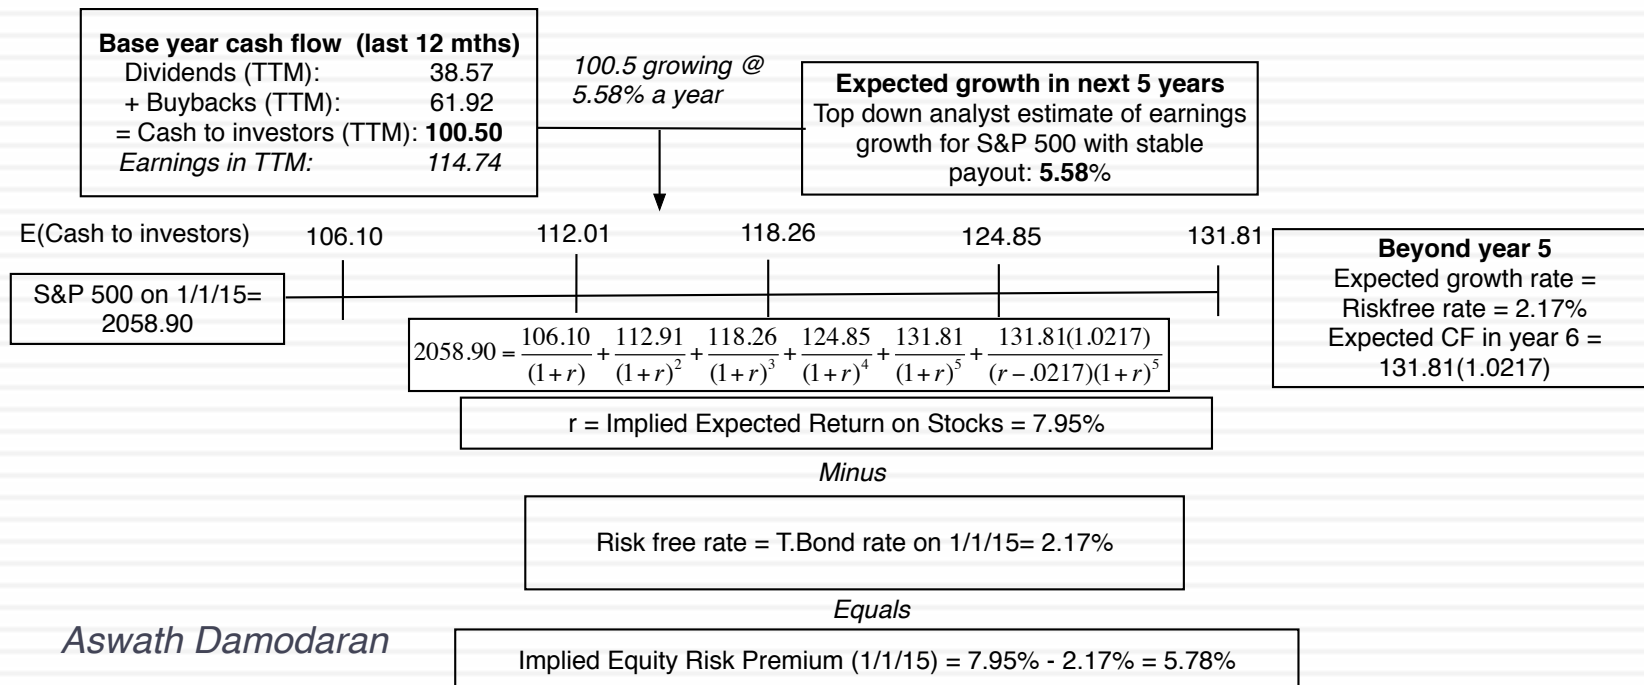 Base year cash flow (last 12 mths)
Dividends (TTM): 38.57
+ Buybacks (TTM): 61.92
= Cash to investors (TTM): 100.50
Earnings in TTM: 114.74
100.5 growing @
5.58% a year
Expected growth in next 5 years
Top down analyst estimate of earnings
growth for S&P 500 with stable
payout: 5.58%
E(Cash to investors) 106.10 112.01 118.26 124.85 131.81
S&P 500 on 1/1/15=
2058.90
2058.90 = 106.10/(1+r) + 112.91/(1+r)^2 + 118.26/(1+r)^3 + 124.85/(1+r)^4 + 131.81/(1+r)^5 + 131.81(1.0217)/((r-.0217)(1+r)^5)
Beyond year 5
Expected growth rate =
Riskfree rate = 2.17%
Expected CF in year 6 =
131.81(1.0217)
r = Implied Expected Return on Stocks = 7.95%
Minus
Risk free rate = T.Bond rate on 1/1/15= 2.17%
Equals
Aswath Damodaran
Implied Equity Risk Premium (1/1/15) = 7.95% - 2.17% = 5.78%